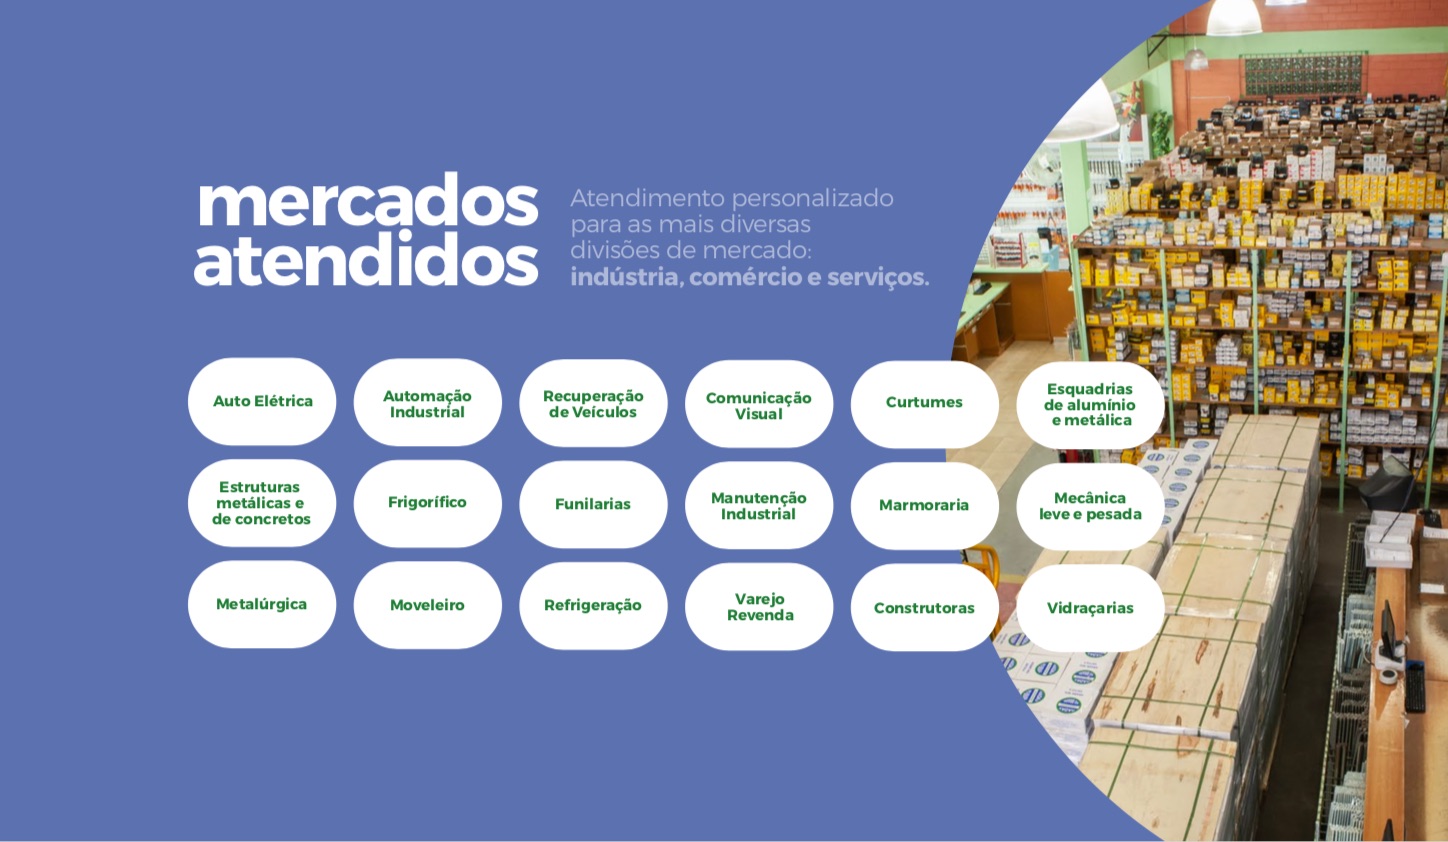 mercados
atendidos
Atendimento personalizado
para as mais diversas
divisões de mercado:
indústria, comércio e serviços.
Auto Elétrica
Automação
Industrial
Recuperação
de Veículos
Comunicação
Visual
Curtumes
Esquadrias
de alumínio
e metálica
Estruturas
metálicas e
de concretos
Frigorífico
Funilarias
Manutenção
Industrial
Marmoraria
Mecânica
leve e pesada
Metalúrgica
Moveleiro
Refrigeração
Varejo
Revenda
Construtoras
Vidraçarias